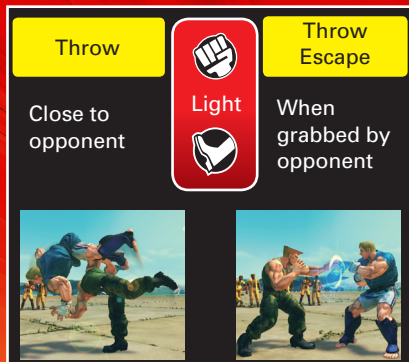 Throw
Throw
Escape
Light
Close to
opponent
When
grabbed by
opponent